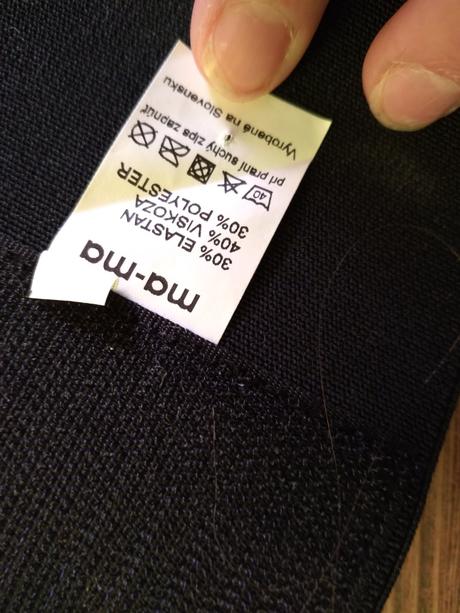 ma-ma
30% ELASTAN
40% VISKÓZA
30% POLYESTER
40
pri praní suchý zips zapnúť
Vyrobené na Slovensku